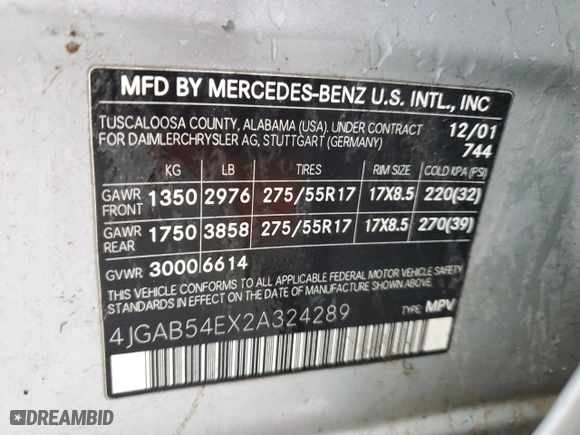 MFD BY MERCEDES-BENZ U.S. INTL., INC
TUSCALOOSA COUNTY, ALABAMA (USA). UNDER CONTRACT 12/01
FOR DAIMLERCHRYSLER AG, STUTTGART (GERMANY) 744
KG LB TIRES RIM SIZE COLD KPA (PSI)
GAWR FRONT 1350 2976 275/55R17 17X8.5 220(32)
GAWR REAR 1750 3858 275/55R17 17X8.5 270(39)
GVWR 3000 6614
THIS VEHICLE CONFORMS TO ALL APPLICABLE FEDERAL MOTOR VEHICLE SAFETY
STANDARDS IN EFFECT ON THE DATE OF MANUFACTURE SHOWN ABOVE.
4JGAB54EX2A324289 TYPE: MPV
DREAMBID